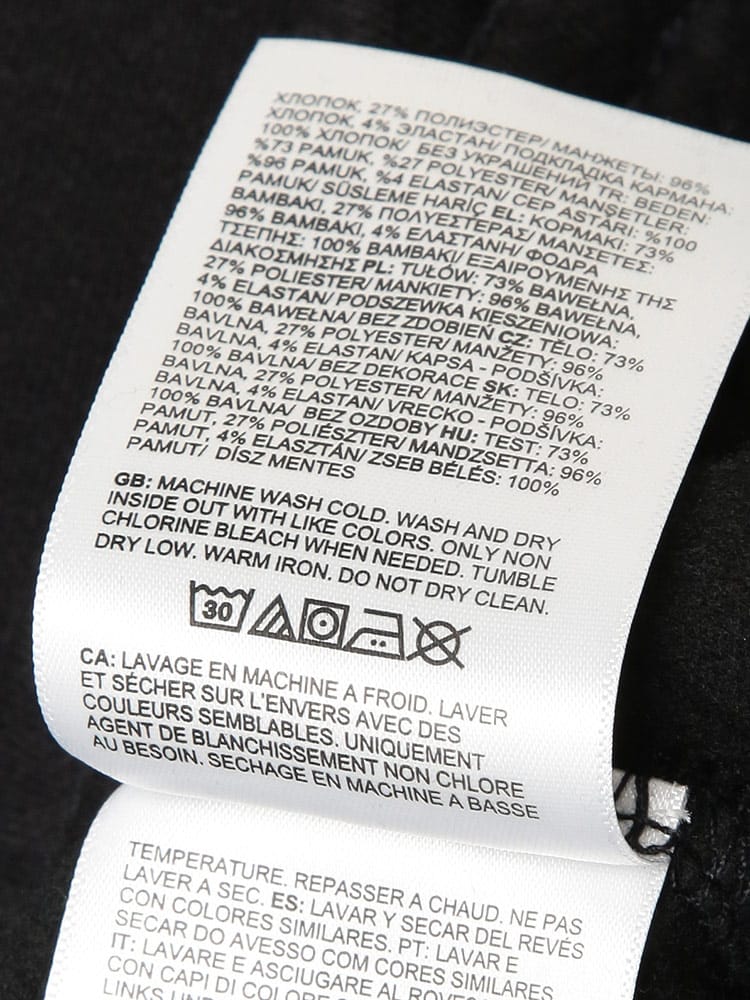 ХЛОПОК, 27% ПОЛИЭСТЕР/ МАНЖЕТЫ: 96%
ХЛОПОК, 4% ЭЛАСТАН/ ПОДКЛАДКА КАРМАНА:
100% ХЛОПОК/ БЕЗ УКРАШЕНИЙ TR: BEDEN:
%73 PAMUK, %27 POLYESTER/ MANŞETLER:
%96 PAMUK, %4 ELASTAN/ CEP ASTARI: %100
PAMUK/ SÜSLEME HARİÇ EL: ΚΟΡΜΑΚΙ: 73%
ΒΑΜΒΑΚΙ, 27% ΠΟΛΥΕΣΤΕΡΑΣ/ ΜΑΝΣΕΤΕΣ:
96% ΒΑΜΒΑΚΙ, 4% ΕΛΑΣΤΑΝΗ/ ΦΟΔΡΑ
ΤΣΕΠΗΣ: 100% ΒΑΜΒΑΚΙ/ ΕΞΑΙΡΟΥΜΕΝΗΣ ΤΗΣ
ΔΙΑΚΟΣΜΗΣΗΣ PL: TUŁÓW: 73% BAWEŁNA,
27% POLIESTER/ MANKIETY: 96% BAWEŁNA,
4% ELASTAN/ PODSZEWKA KIESZENIOWA:
100% BAWEŁNA/ BEZ ZDOBIEŃ CZ: TĚLO: 73%
BAVLNA, 27% POLYESTER/ MANŽETY: 96%
BAVLNA, 4% ELASTAN/ KAPSA - PODŠÍVKA:
100% BAVLNA/ BEZ DEKORACE SK: TELO: 73%
BAVLNA, 27% POLYESTER/ MANŽETY: 96%
BAVLNA, 4% ELASTAN/ VRECKO - PODŠÍVKA:
100% BAVLNA/ BEZ OZDOBY HU: TEST: 73%
PAMUT, 27% POLIÉSZTER/ MANDZSETTA: 96%
PAMUT, 4% ELASZTÁN/ ZSEB BÉLÉS: 100%
PAMUT/ DÍSZ MENTES
GB: MACHINE WASH COLD. WASH AND DRY
INSIDE OUT WITH LIKE COLORS. ONLY NON
CHLORINE BLEACH WHEN NEEDED. TUMBLE
DRY LOW. WARM IRON. DO NOT DRY CLEAN.
30
CA: LAVAGE EN MACHINE A FROID. LAVER
ET SÉCHER SUR L'ENVERS AVEC DES
COULEURS SEMBLABLES. UNIQUEMENT
AGENT DE BLANCHISSEMENT NON CHLORE
AU BESOIN. SECHAGE EN MACHINE A BASSE
TEMPERATURE. REPASSER A CHAUD. NE PAS
LAVER A SEC. ES: LAVAR Y SECAR DEL REVÉS
CON COLORES SIMILARES. PT: LAVAR E
SECAR DO AVESSO COM CORES SIMILARES
IT: LAVARE E ASCIUGARE AL ROVESCIO
CON CAPI DI COLORE
LINKS UND